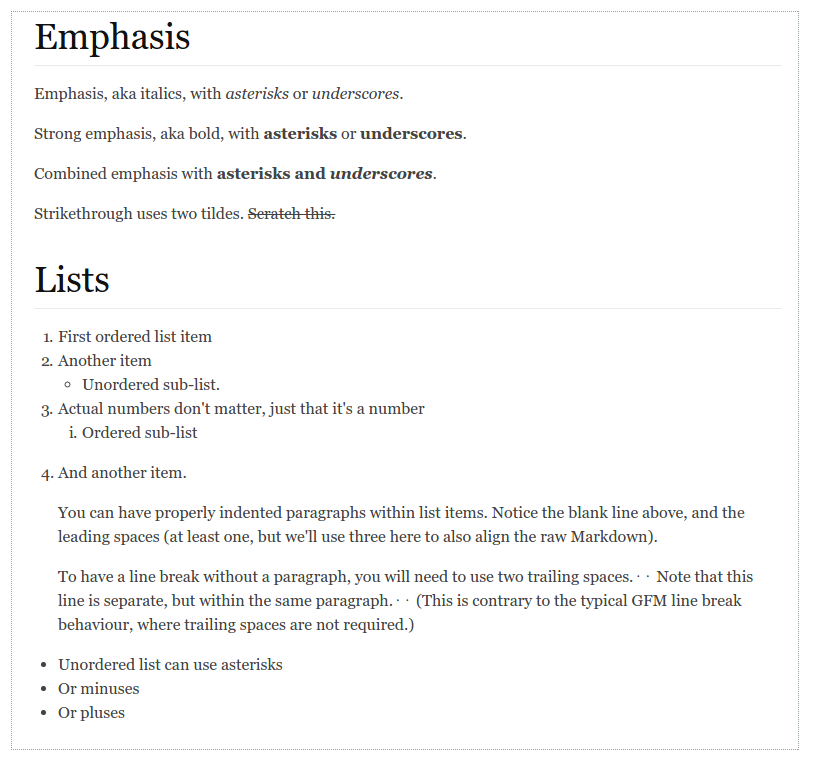 Emphasis
Emphasis, aka italics, with asterisks or underscores.
Strong emphasis, aka bold, with asterisks or underscores.
Combined emphasis with asterisks and underscores.
Strikethrough uses two tildes. Scratch this.
Lists
1. First ordered list item
2. Another item
◦ Unordered sub-list.
3. Actual numbers don't matter, just that it's a number
i. Ordered sub-list
4. And another item.
You can have properly indented paragraphs within list items. Notice the blank line above, and the
leading spaces (at least one, but we'll use three here to also align the raw Markdown).
To have a line break without a paragraph, you will need to use two trailing spaces. · · Note that this
line is separate, but within the same paragraph. · · (This is contrary to the typical GFM line break
behaviour, where trailing spaces are not required.)
• Unordered list can use asterisks
• Or minuses
• Or pluses